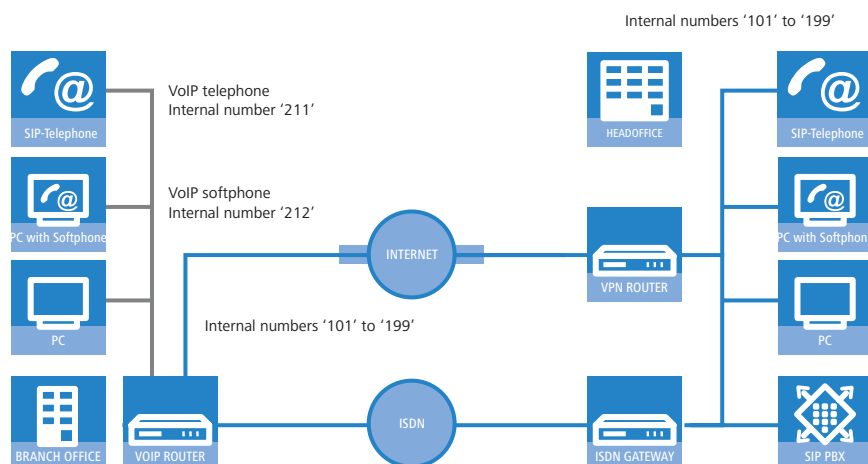 Internal numbers ‘101’ to ‘199’
SIP-Telephone
VoIP telephone
Internal number ‘211’
HEADOFFICE
SIP-Telephone
PC with Softphone
VoIP softphone
Internal number ‘212’
INTERNET
VPN ROUTER
PC with Softphon
PC
Internal numbers ‘101’ to ‘199’
PC
BRANCH OFFICE
VOIP ROUTER
ISDN
ISDN GATEWAY
SIP PBX